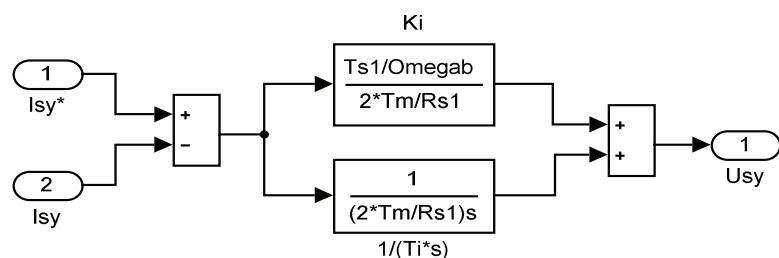 Ki
1
Isy*
Ts1/Omegab
2*Tm/Rs1
+
-
+
+
1
Usy
2
Isy
1
(2*Tm/Rs1)s
1/(Ti*s)